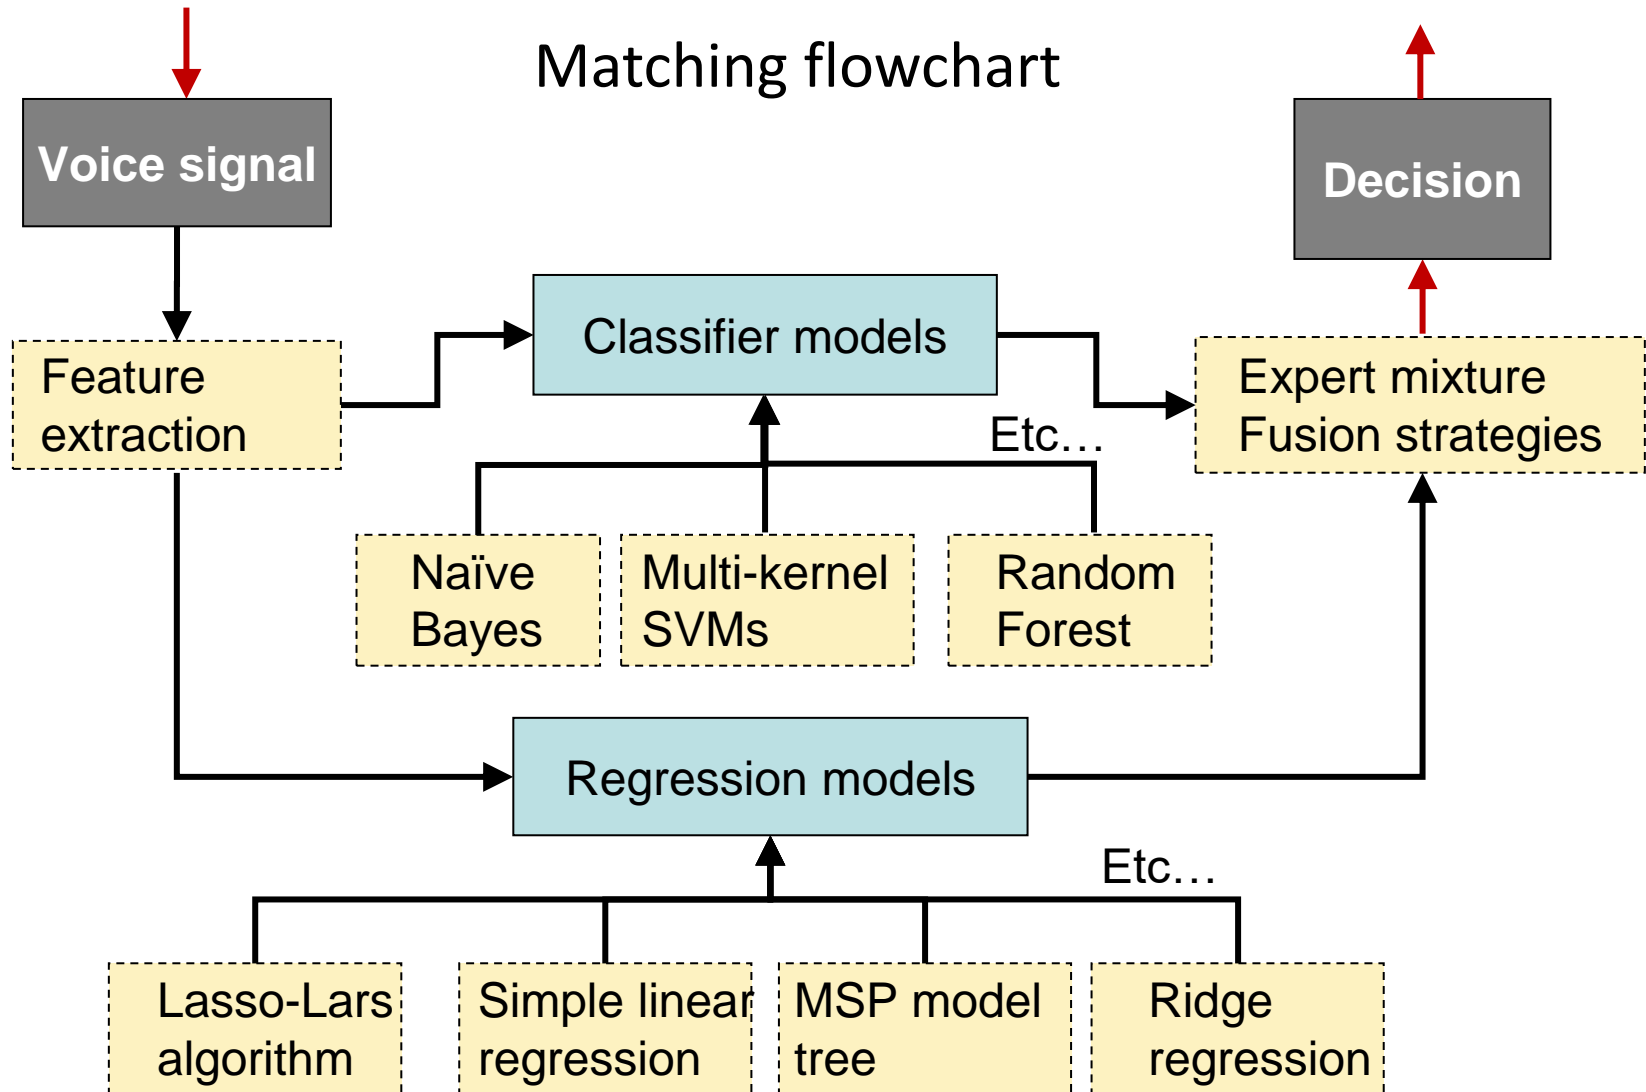 Matching flowchart
Voice signal
Decision
Classifier models
Feature
extraction
Expert mixture
Fusion strategies
Etc…
Naïve
Bayes
Multi-kernel
SVMs
Random
Forest
Regression models
Etc…
Lasso-Lars
algorithm
Simple linear
regression
MSP model
tree
Ridge
regression